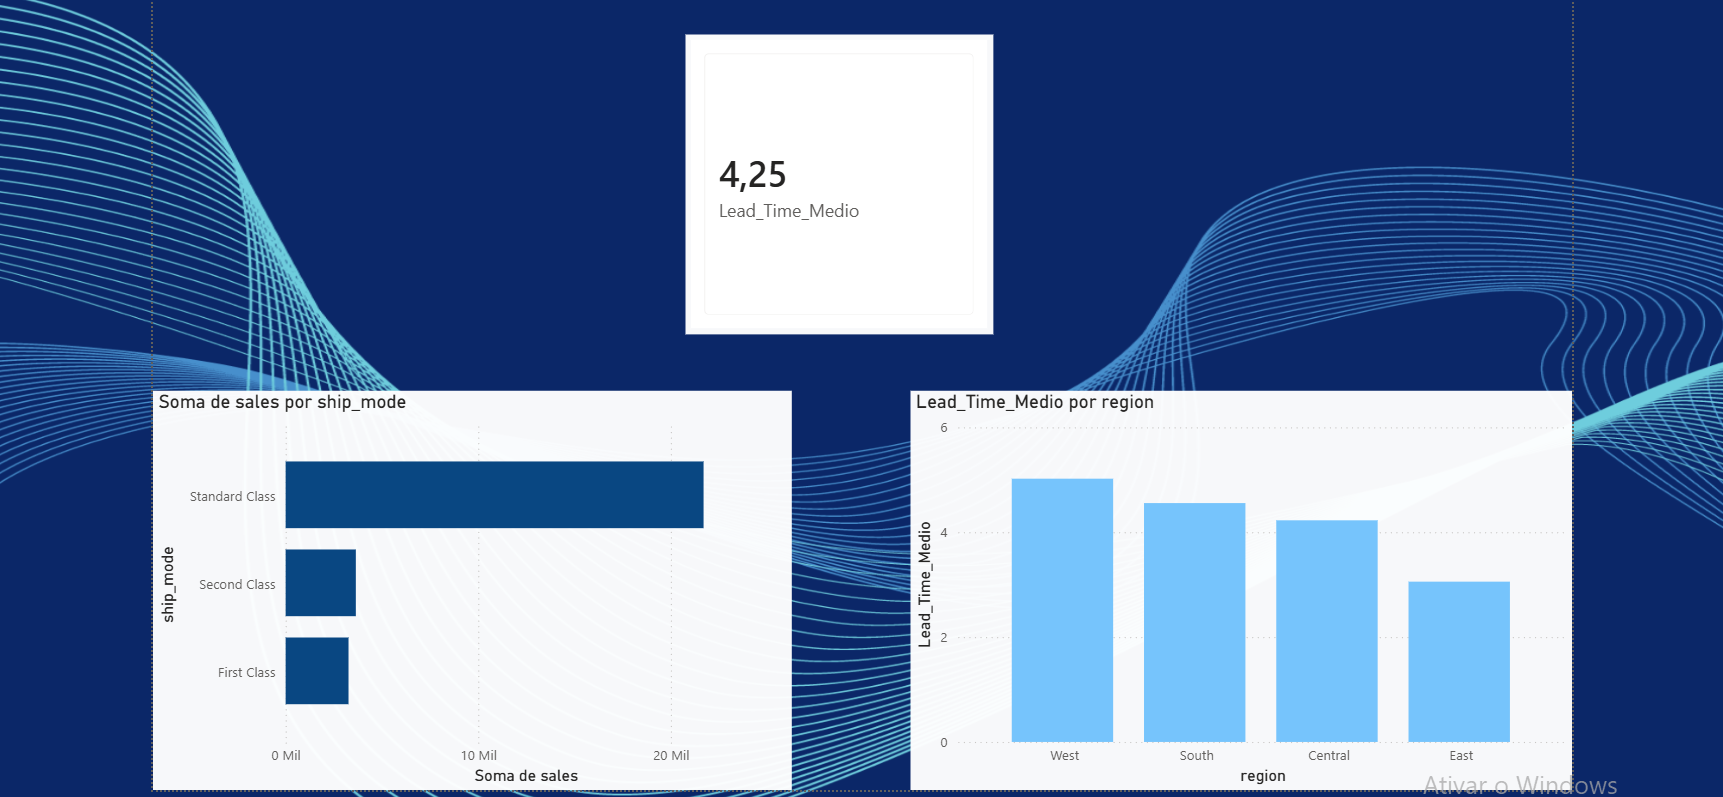 4,25
Lead_Time_Medio
Soma de sales por ship_mode
ship_mode
Standard Class
Second Class
First Class
0 Mil
10 Mil
20 Mil
Soma de sales
Lead_Time_Medio por region
Lead_Time_Medio
6
4
2
0
West
South
Central
East
region
Ativar o Windows